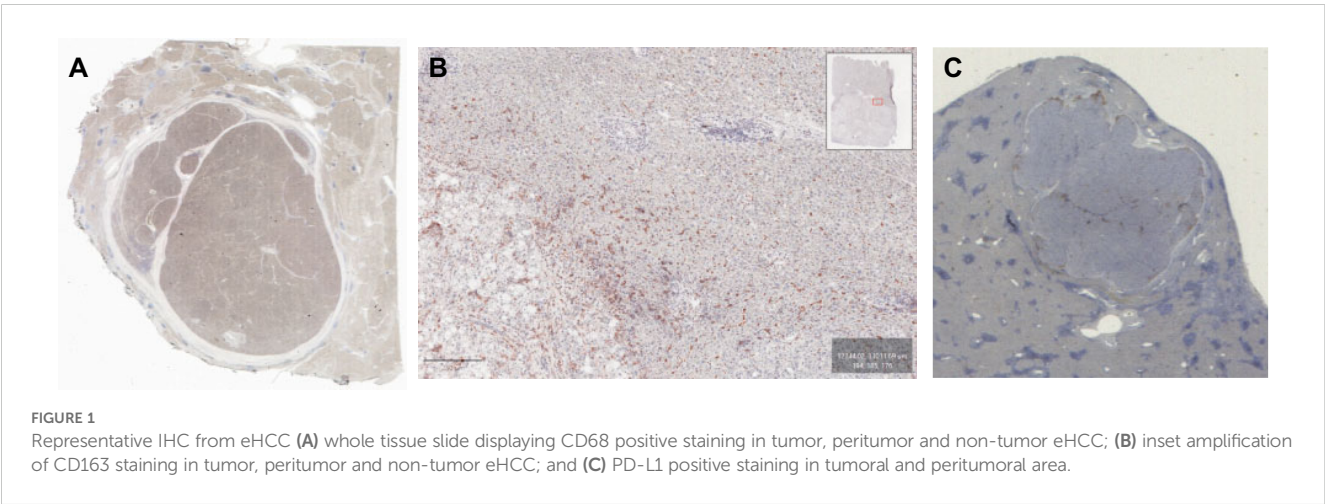 A
B
C
FIGURE 1
Representative IHC from eHCC (A) whole tissue slide displaying CD68 positive staining in tumor, peritumor and non-tumor eHCC; (B) inset amplification
of CD163 staining in tumor, peritumor and non-tumor eHCC; and (C) PD-L1 positive staining in tumoral and peritumoral area.